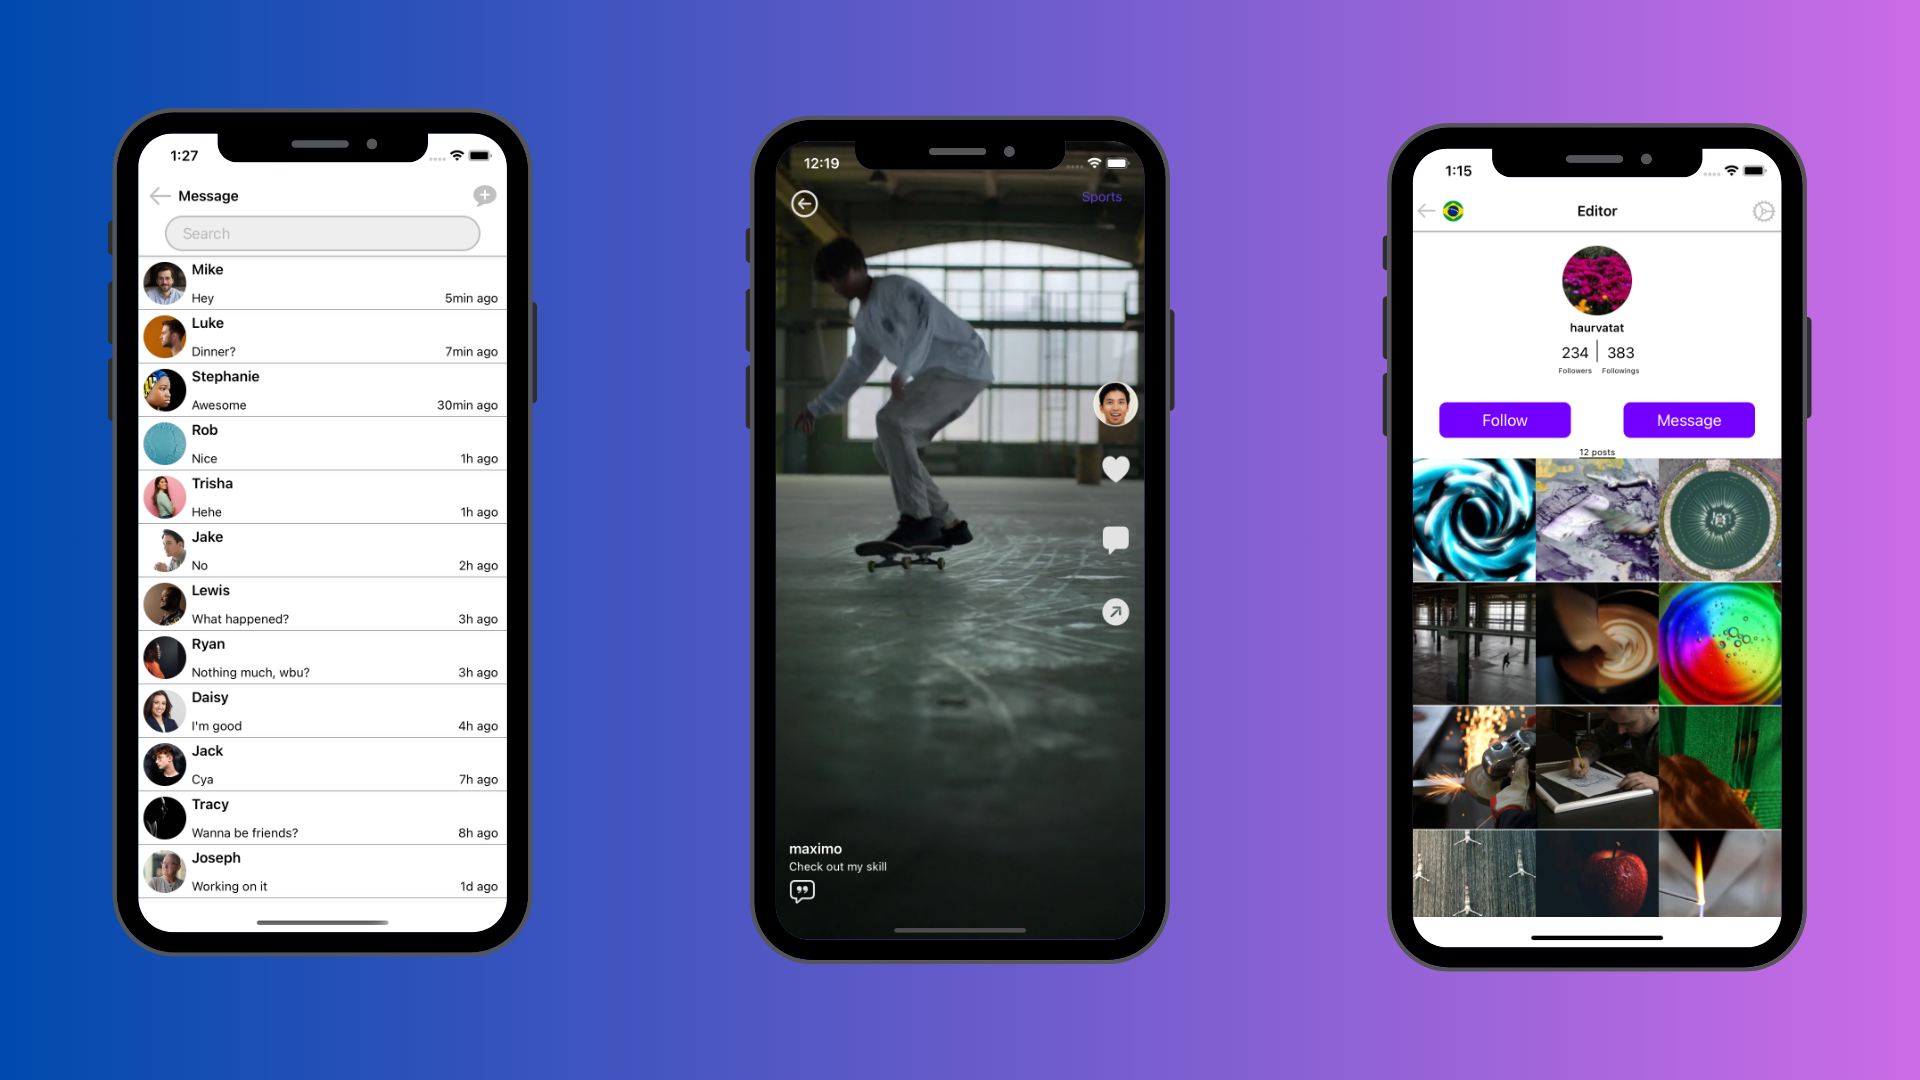 1:27
Message
Search
Mike
Hey 5min ago
Luke
Dinner? 7min ago
Stephanie
Awesome 30min ago
Rob
Nice 1h ago
Trisha
Hehe 1h ago
Jake
No 2h ago
Lewis
What happened? 3h ago
Ryan
Nothing much, wbu? 3h ago
Daisy
I'm good 4h ago
Jack
Cya 7h ago
Tracy
Wanna be friends? 8h ago
Joseph
Working on it 1d ago
12:19
Sports
maximo
Check out my skill
1:15
Editor
haurvatat
234 383
Followers Followings
Follow Message
12 posts